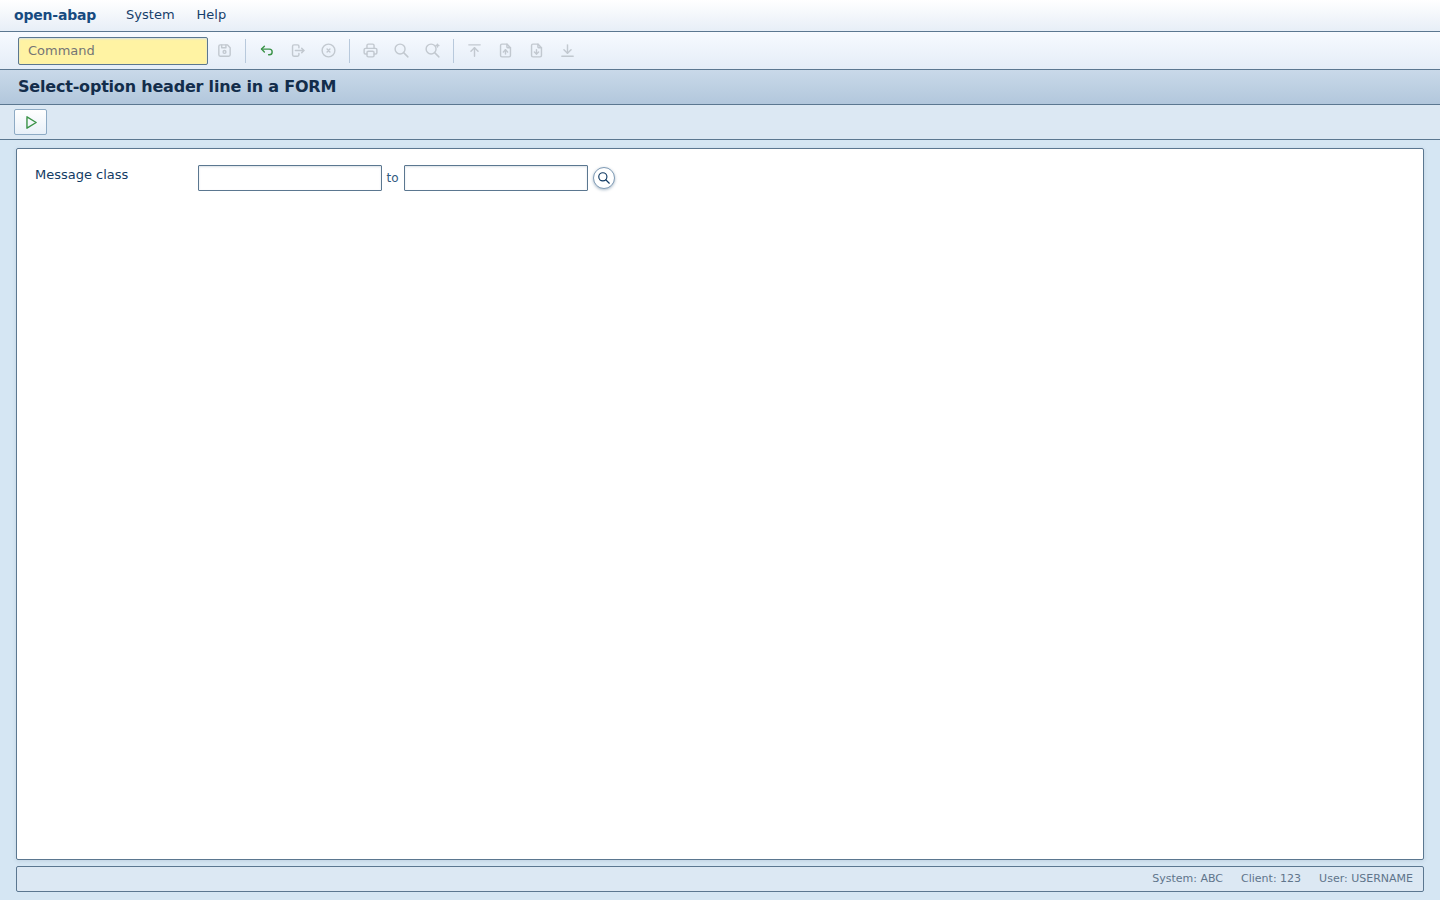 open-abap System Help
Command
Select-option header line in a FORM
Message class to
System: ABC Client: 123 User: USERNAME